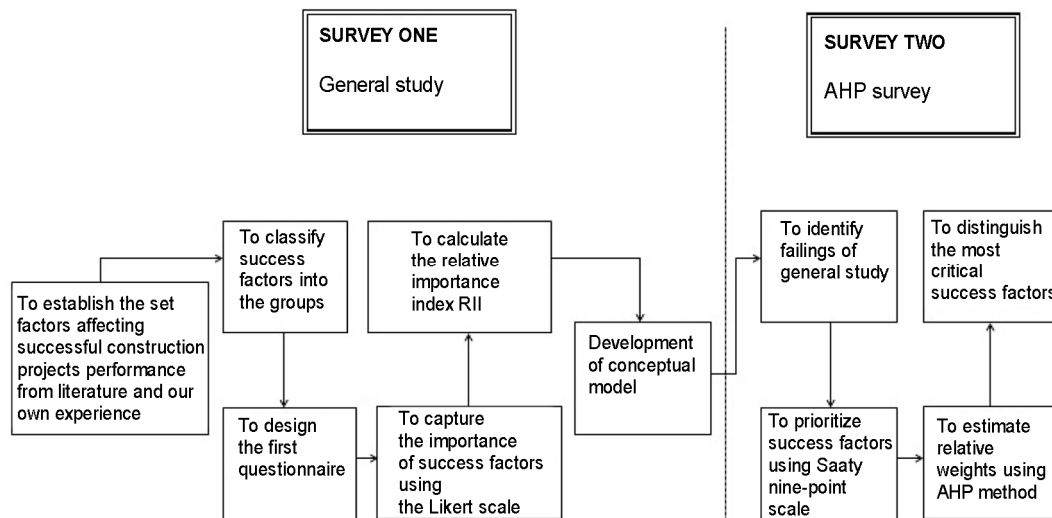 SURVEY ONE
General study
SURVEY TWO
AHP survey
To establish the set
factors affecting
successful construction
projects performance
from literature and our
own experience
To classify
success
factors into
the groups
To design
the first
questionnaire
To capture
the importance
of success factors
using
the Likert scale
To calculate
the relative
importance
index RII
Development
of conceptual
model
To identify
failings of
general study
To prioritize
success factors
using Saaty
nine-point
scale
To estimate
relative
weights using
AHP method
To distinguish
the most
critical
success factors